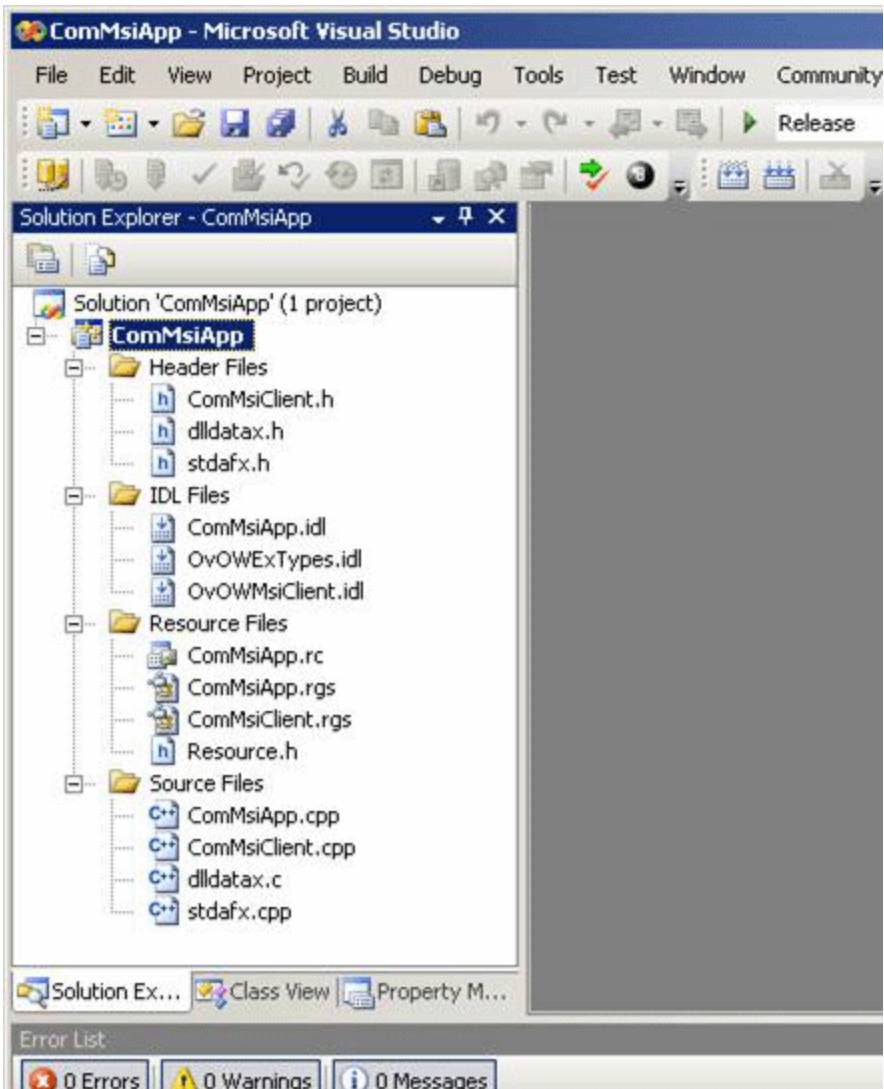 ComMsiApp - Microsoft Visual Studio
File Edit View Project Build Debug Tools Test Window Community
Release
Solution Explorer - ComMsiApp
Solution 'ComMsiApp' (1 project)
ComMsiApp
Header Files
ComMsiClient.h
dlldatax.h
stdafx.h
IDL Files
ComMsiApp.idl
OvOWExTypes.idl
OvOWMsiClient.idl
Resource Files
ComMsiApp.rc
ComMsiApp.rgs
ComMsiClient.rgs
Resource.h
Source Files
ComMsiApp.cpp
ComMsiClient.cpp
dlldatax.c
stdafx.cpp
Solution Ex... Class View Property M...
Error List
0 Errors 0 Warnings 0 Messages